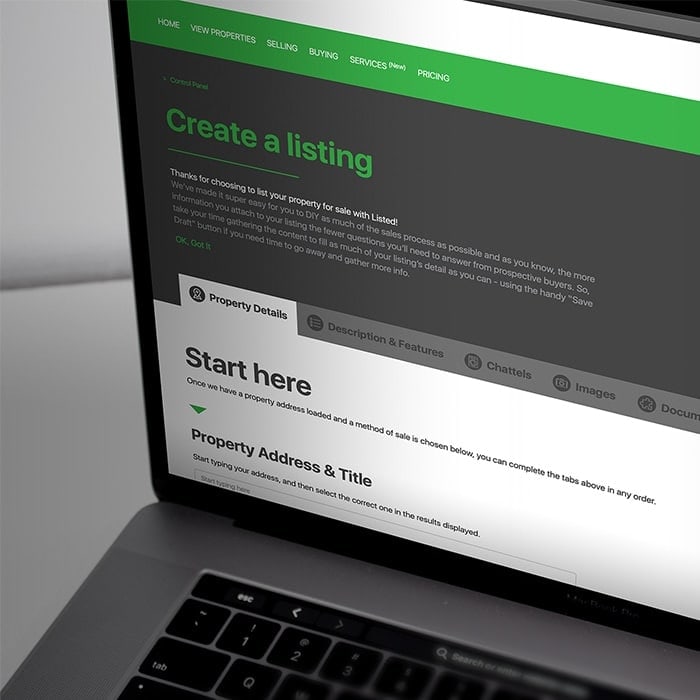 HOME VIEW PROPERTIES SELLING BUYING SERVICES (New) PRICING
> Control Panel
Create a listing
Thanks for choosing to list your property for sale with Listed!
We've made it super easy for you to DIY as much of the sales process as possible and as you know, the more
information you attach to your listing the fewer questions you'll need to answer from prospective buyers. So,
take your time gathering the content to fill as much of your listing's detail as you can - using the handy "Save
Draft" button if you need time to go away and gather more info.
OK, Got It
Property Details Description & Features Chattels Images Docum
Start here
Once we have a property address loaded and a method of sale is chosen below, you can complete the tabs above in any order.
Property Address & Title
Start typing your address, and then select the correct one in the results displayed.
Start typing here
MacBook Pro
esc < > Search or enter
~ ! @ #
` 1 2 3
tab Q W